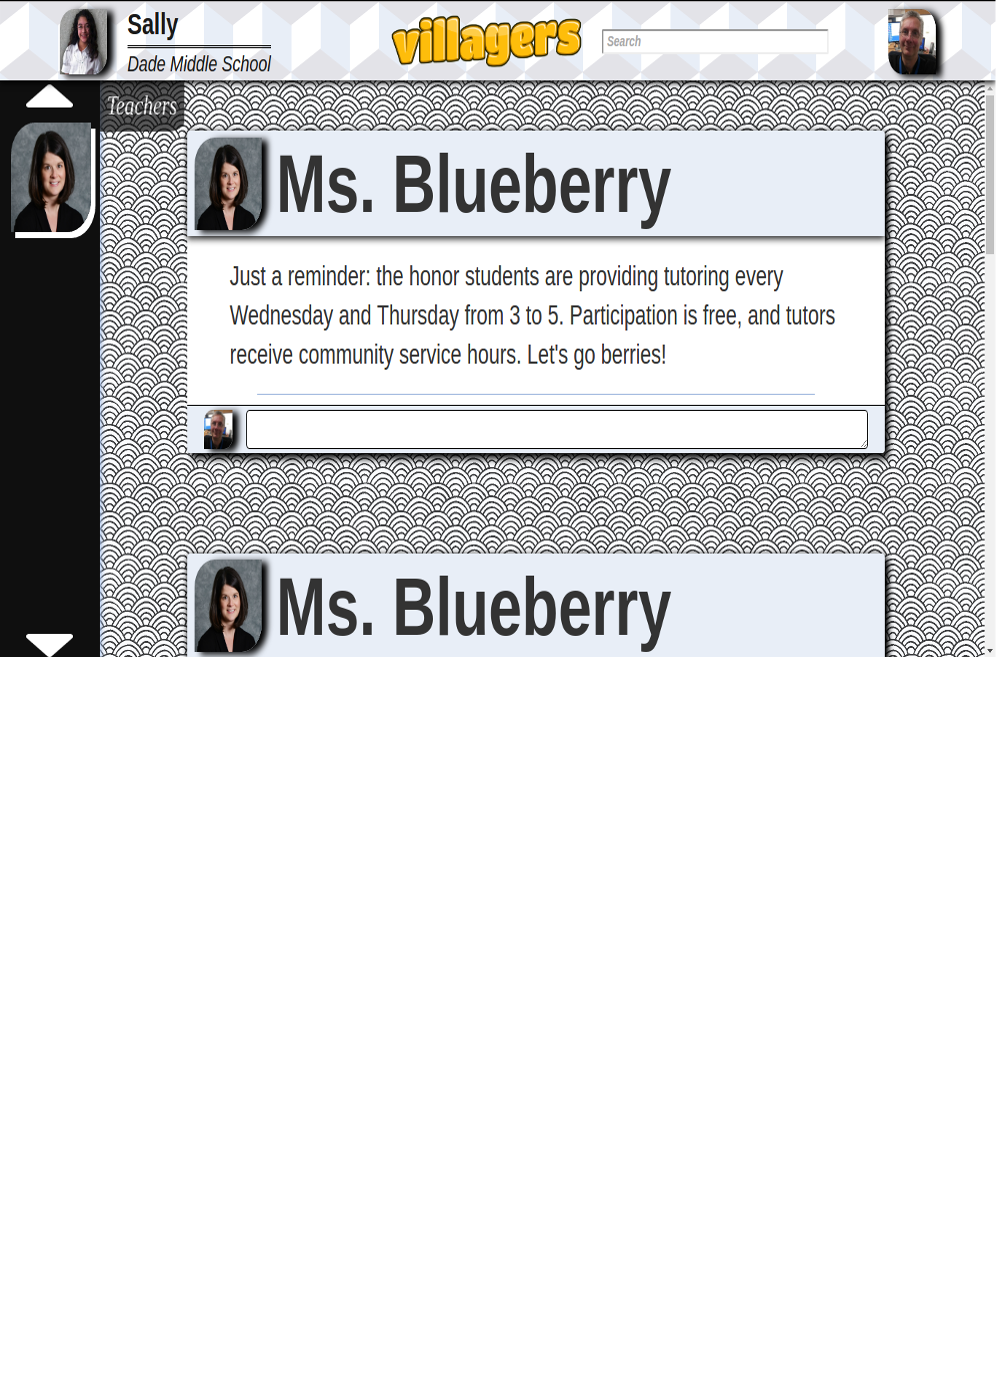 Sally
Dade Middle School
villagers
Search
Teachers
Ms. Blueberry
Just a reminder: the honor students are providing tutoring every
Wednesday and Thursday from 3 to 5. Participation is free, and tutors
receive community service hours. Let's go berries!
Ms. Blueberry